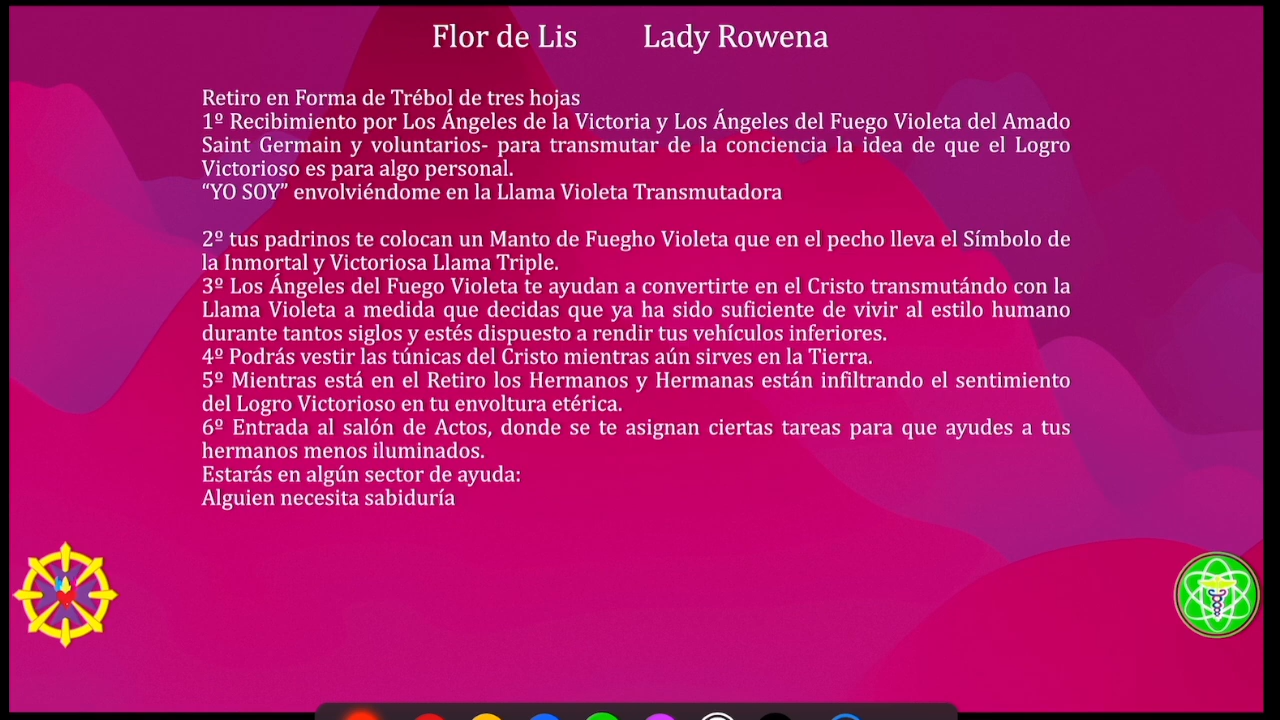 Flor de Lis Lady Rowena
Retiro en Forma de Trébol de tres hojas
1º Recibimiento por Los Ángeles de la Victoria y Los Ángeles del Fuego Violeta del Amado
Saint Germain y voluntarios- para transmutar de la conciencia la idea de que el Logro
Victorioso es para algo personal.
“YO SOY” envolviéndome en la Llama Violeta Transmutadora
2º tus padrinos te colocan un Manto de Fuegho Violeta que en el pecho lleva el Símbolo de
la Inmortal y Victoriosa Llama Triple.
3º Los Ángeles del Fuego Violeta te ayudan a convertirte en el Cristo transmutándo con la
Llama Violeta a medida que decidas que ya ha sido suficiente de vivir al estilo humano
durante tantos siglos y estés dispuesto a rendir tus vehículos inferiores.
4º Podrás vestir las túnicas del Cristo mientras aún sirves en la Tierra.
5º Mientras está en el Retiro los Hermanos y Hermanas están infiltrando el sentimiento
del Logro Victorioso en tu envoltura etérica.
6º Entrada al salón de Actos, donde se te asignan ciertas tareas para que ayudes a tus
hermanos menos iluminados.
Estarás en algún sector de ayuda:
Alguien necesita sabiduría